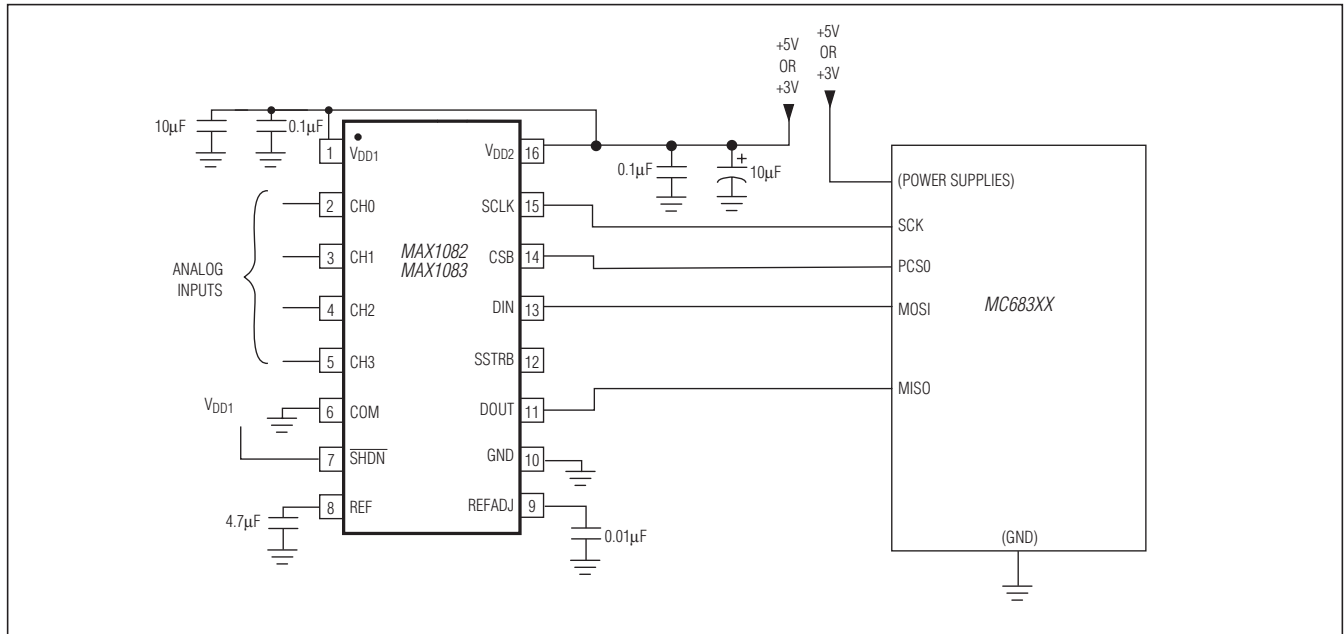 +5V
OR
+3V
+5V
OR
+3V
10µF
0.1µF
1
VDD1
VDD2
16
0.1µF
+
10µF
(POWER SUPPLIES)
2
CH0
SCLK
15
SCK
ANALOG
INPUTS
3
CH1
MAX1082
MAX1083
CSB
14
PCS0
4
CH2
DIN
13
MOSI
MC683XX
5
CH3
SSTRB
12
VDD1
6
COM
DOUT
11
MISO
7
SHDN
GND
10
4.7µF
8
REF
REFADJ
9
0.01µF
(GND)